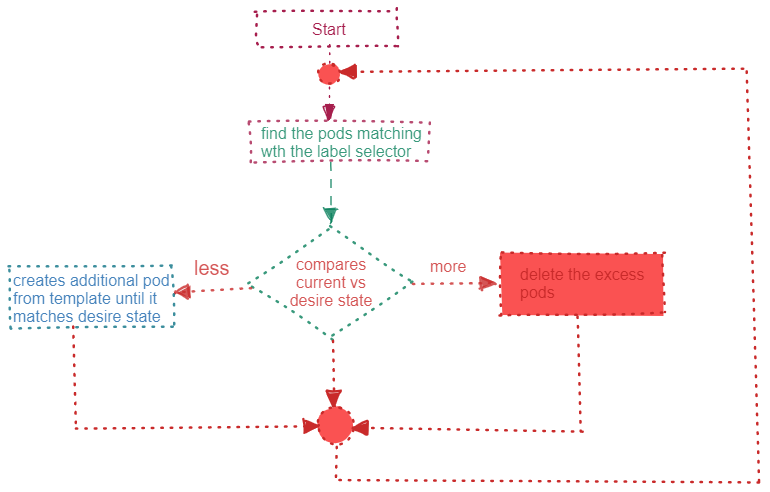 Start
find the pods matching
wth the label selector
less
compares
current vs
desire state
more
creates additional pod
from template until it
matches desire state
delete the excess
pods